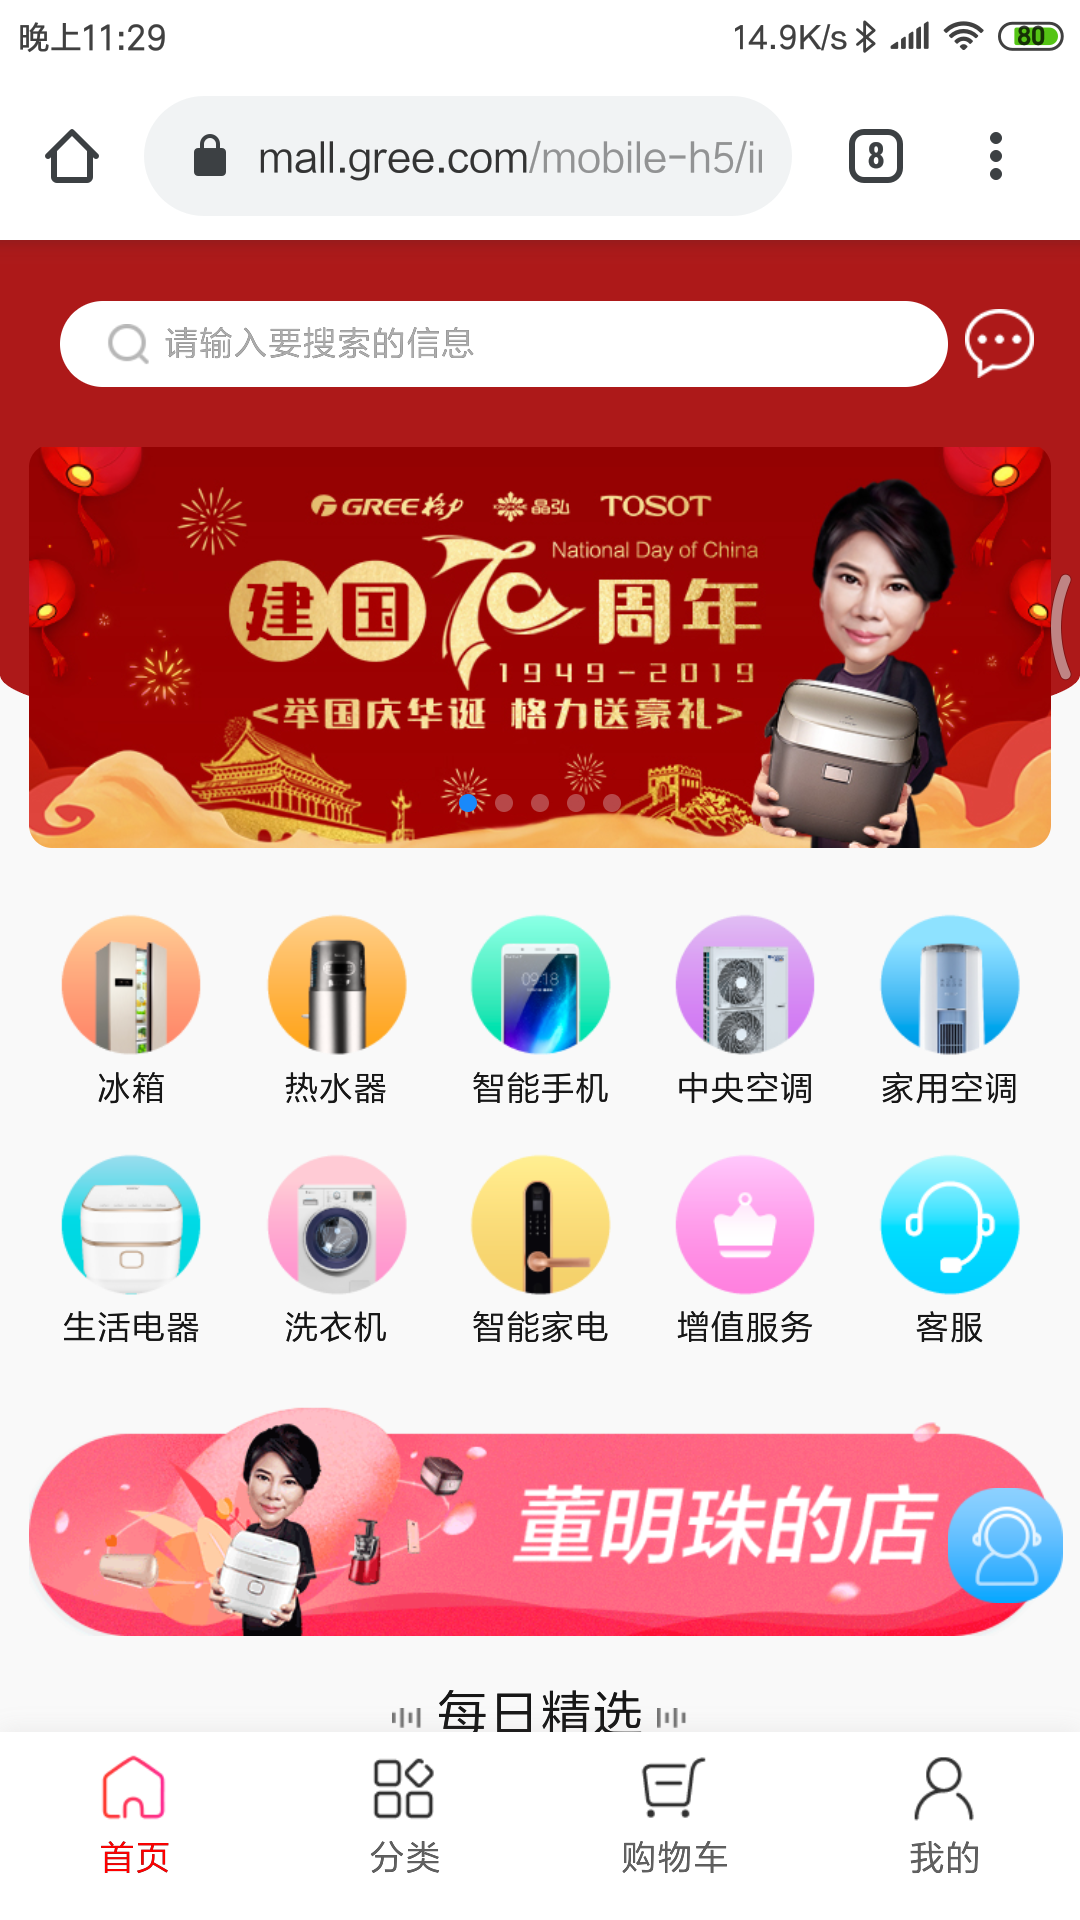 晚上11:29
14.9K/s
80
mall.gree.com/mobile-h5/in
8
请输入要搜索的信息
GREE格力 晶弘 TOSOT
National Day of China
建国70周年
1949-2019
<举国庆华诞 格力送豪礼>
09:18
冰箱
热水器
智能手机
中央空调
家用空调
生活电器
洗衣机
智能家电
增值服务
客服
董明珠的店
每日精选
首页
分类
购物车
我的